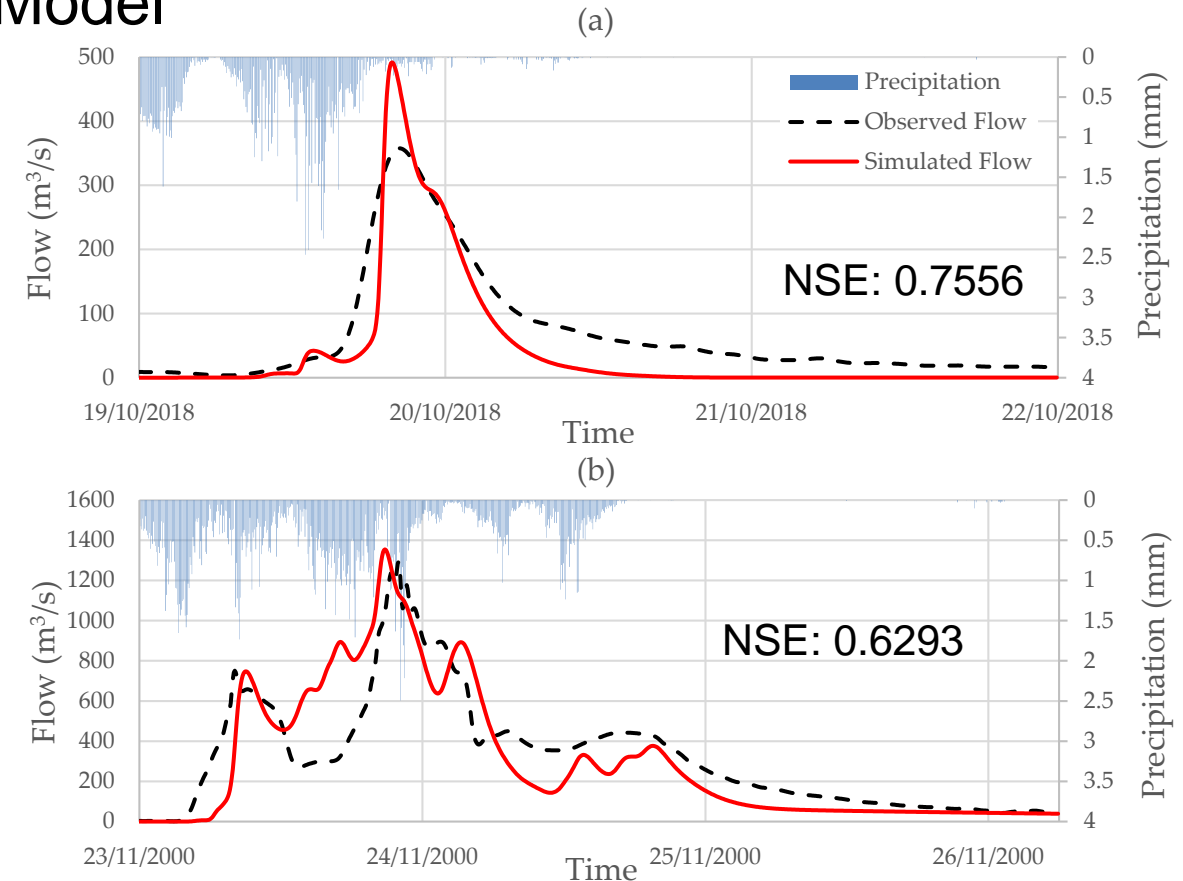 Model
(a)
500
400
300
200
100
0
Flow (m³/s)
0
0.5
1
1.5
2
2.5
3
3.5
4
Precipitation (mm)
Precipitation
Observed Flow
Simulated Flow
NSE: 0.7556
19/10/2018 20/10/2018 21/10/2018 22/10/2018
Time
(b)
1600
1400
1200
1000
800
600
400
200
0
Flow (m³/s)
0
0.5
1
1.5
2
2.5
3
3.5
4
Precipitation (mm)
NSE: 0.6293
23/11/2000 24/11/2000 25/11/2000 26/11/2000
Time